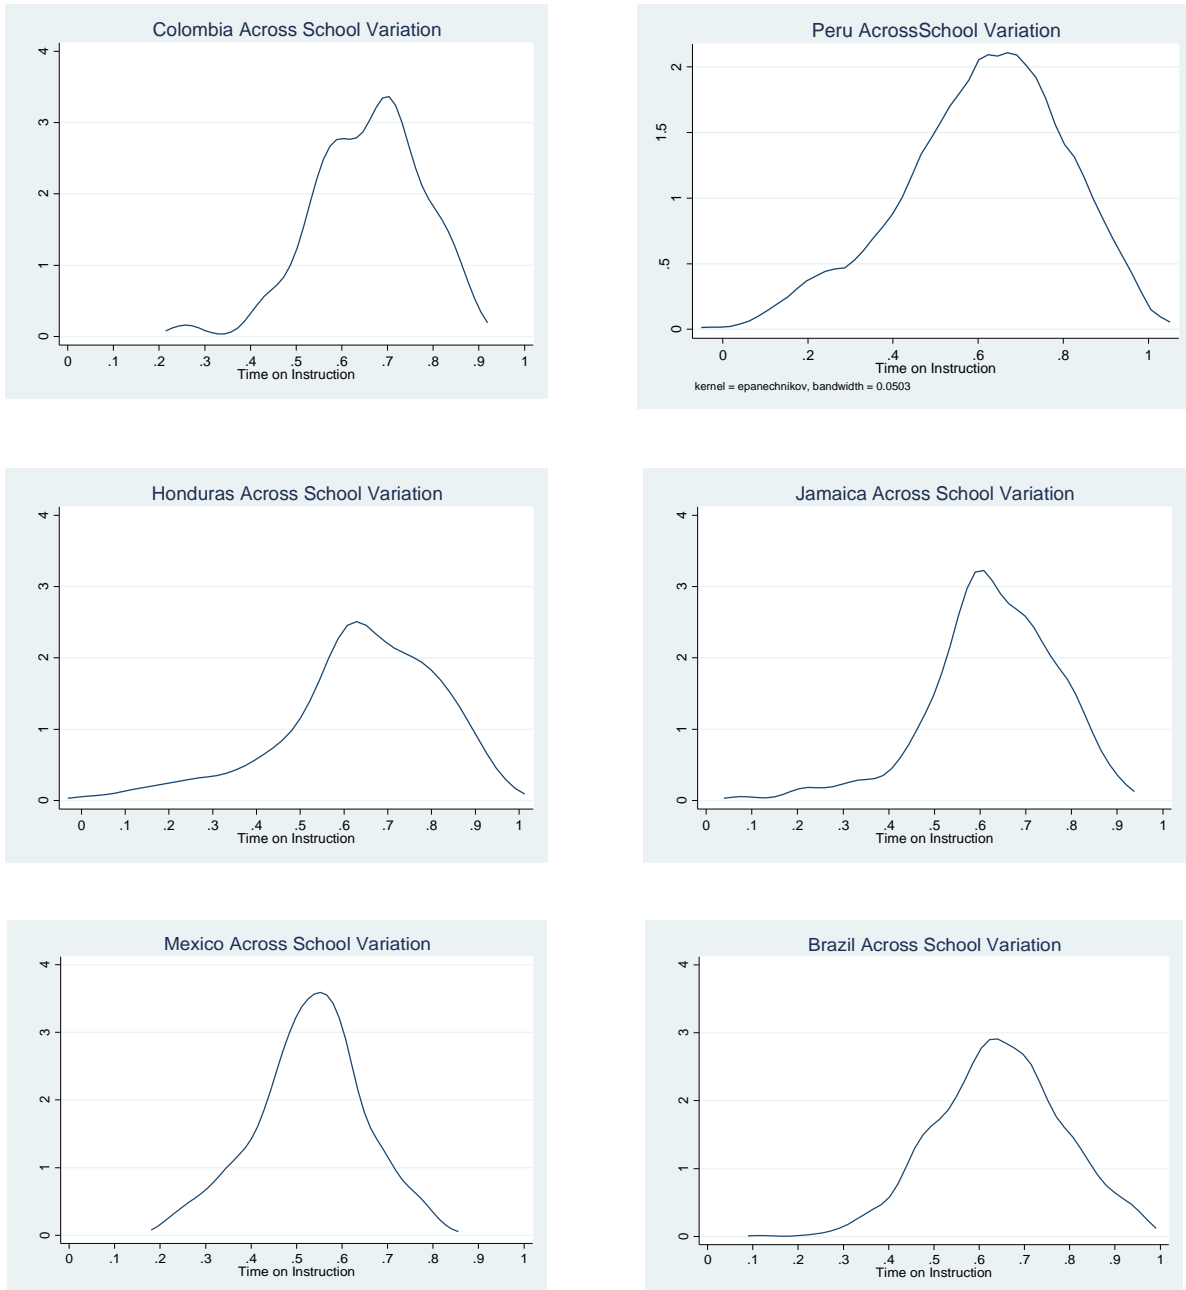 Colombia Across School Variation
4
3
2
1
0
0 .1 .2 .3 .4 .5 .6 .7 .8 .9 1
Time on Instruction
Peru AcrossSchool Variation
2
1.5
1
.5
0
0 .2 .4 .6 .8 1
Time on Instruction
kernel = epanechnikov, bandwidth = 0.0503
Honduras Across School Variation
4
3
2
1
0
0 .1 .2 .3 .4 .5 .6 .7 .8 .9 1
Time on Instruction
Jamaica Across School Variation
4
3
2
1
0
0 .1 .2 .3 .4 .5 .6 .7 .8 .9 1
Time on Instruction
Mexico Across School Variation
4
3
2
1
0
0 .1 .2 .3 .4 .5 .6 .7 .8 .9 1
Time on Instruction
Brazil Across School Variation
4
3
2
1
0
0 .1 .2 .3 .4 .5 .6 .7 .8 .9 1
Time on Instruction